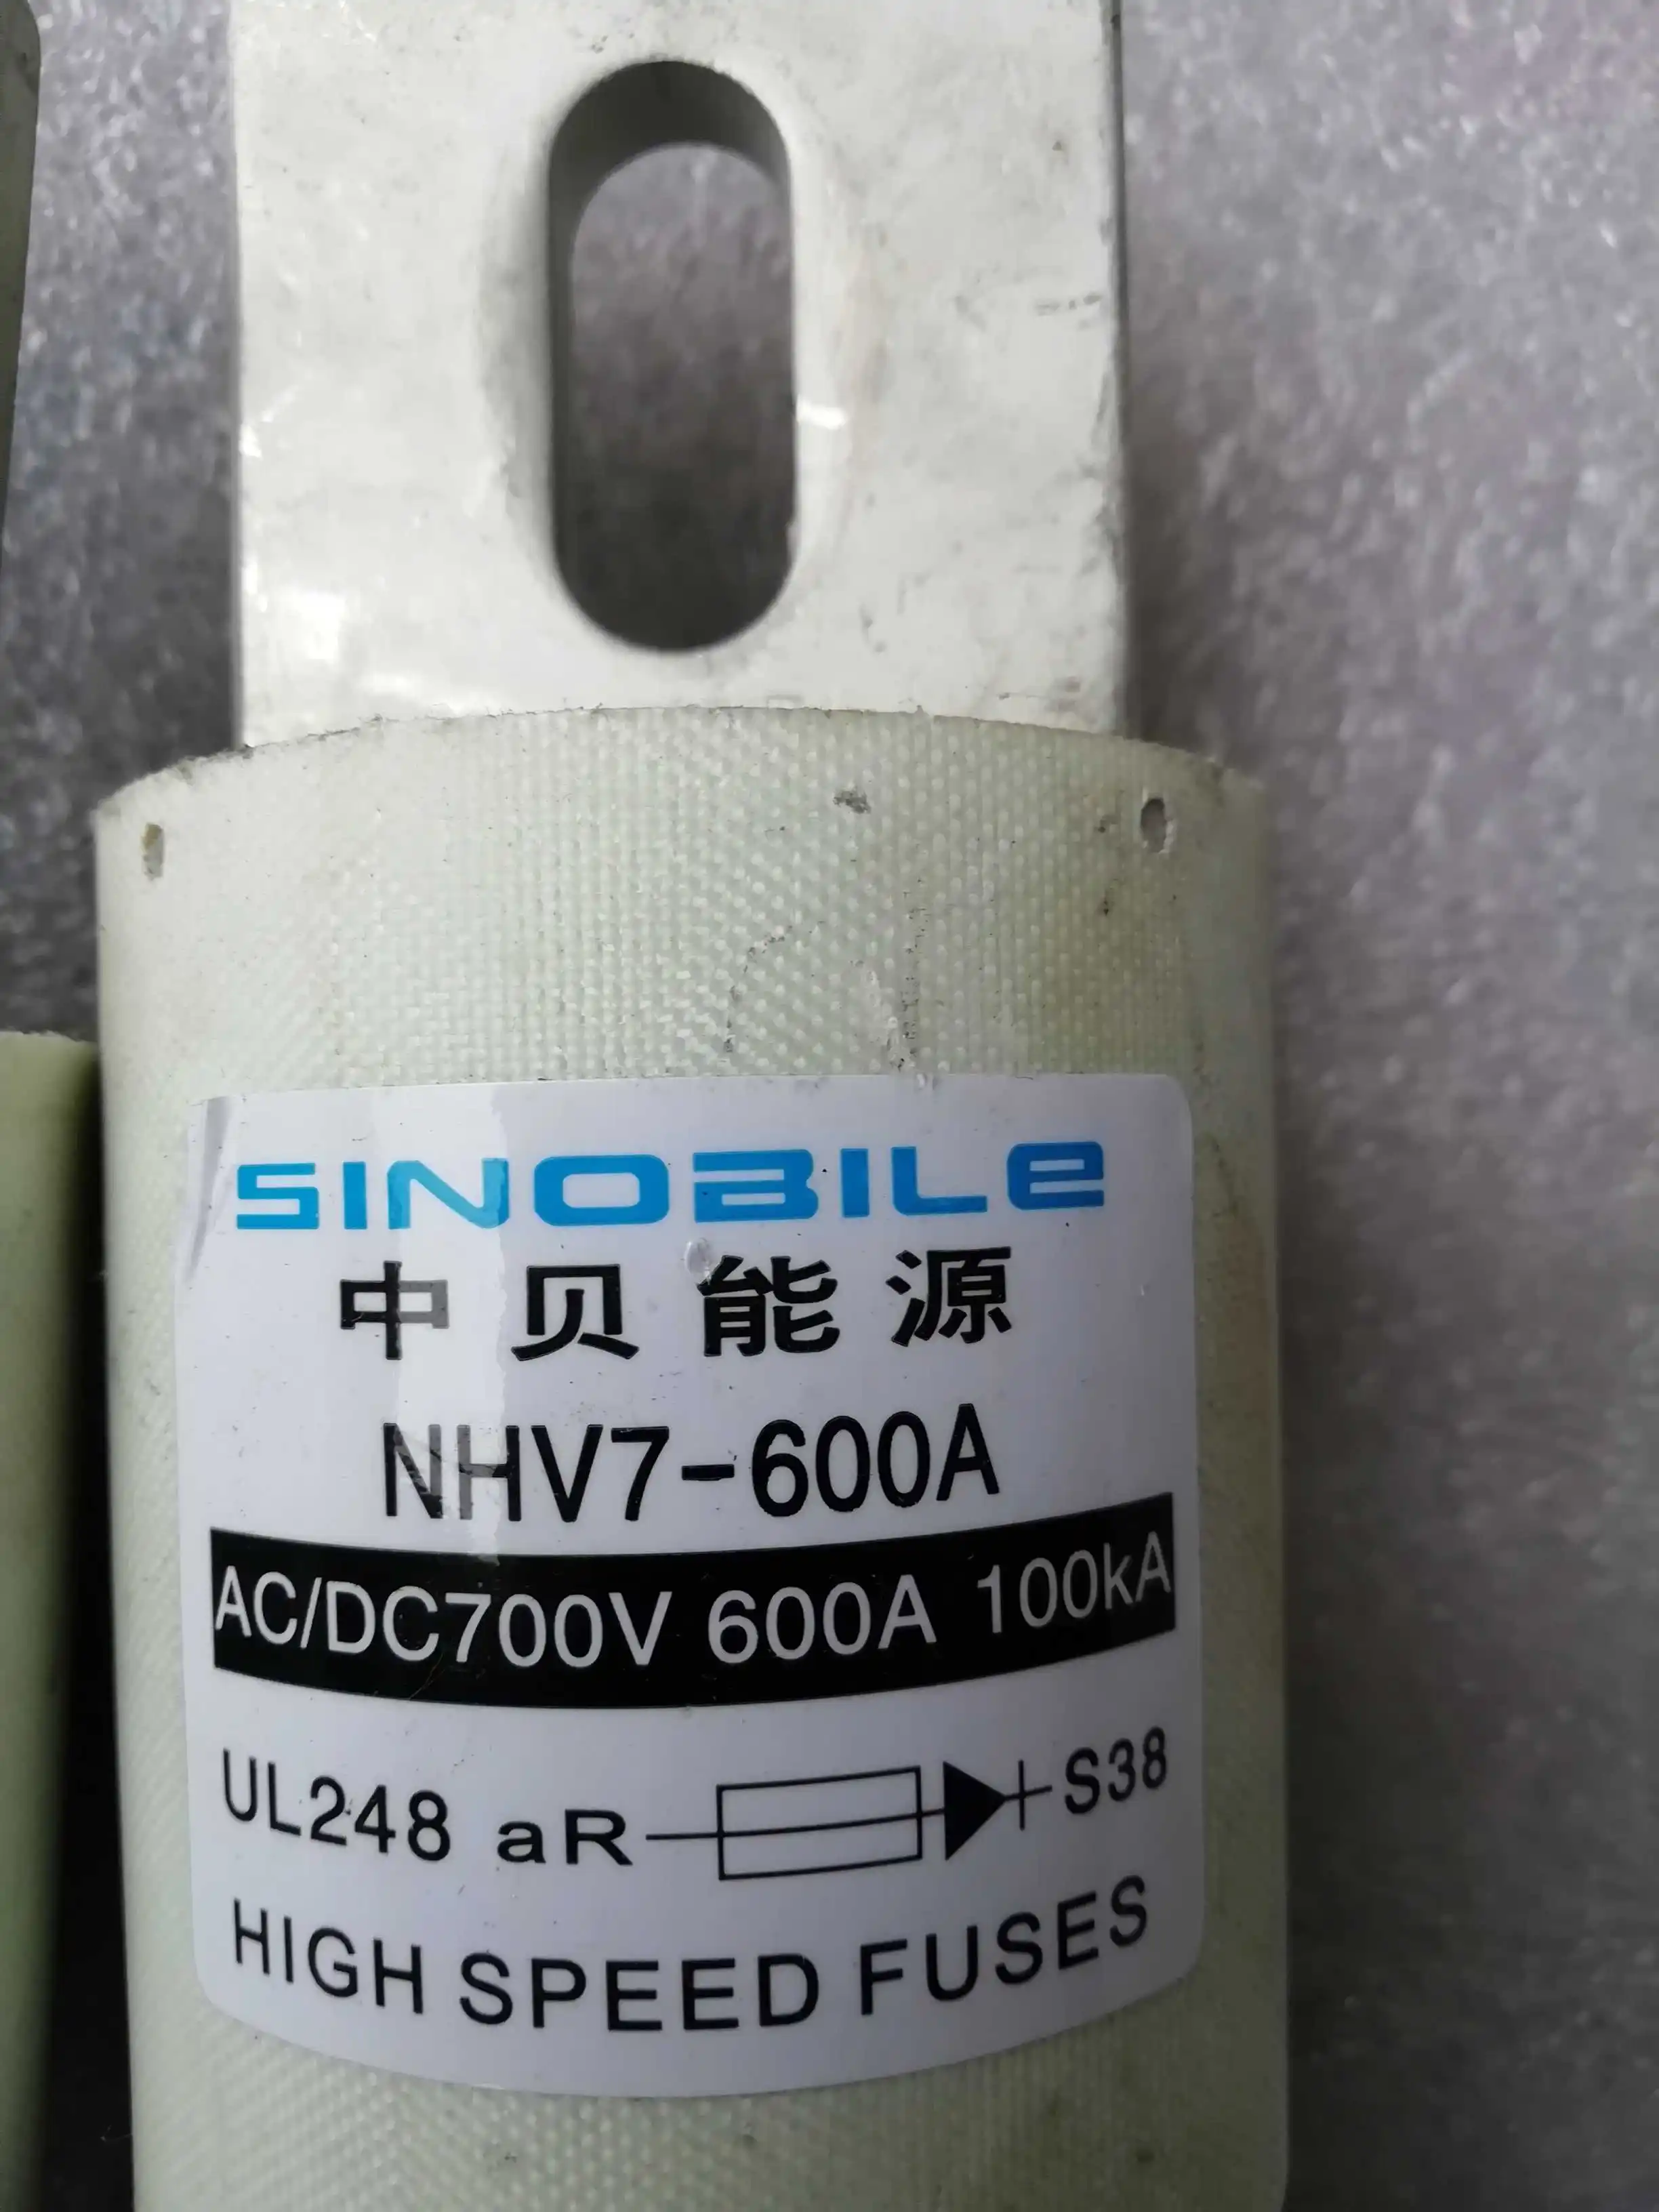 SINOBILE
中贝能源
NHV7-600A
AC/DC700V 600A 100kA
UL248 aR S38
HIGH SPEED FUSES